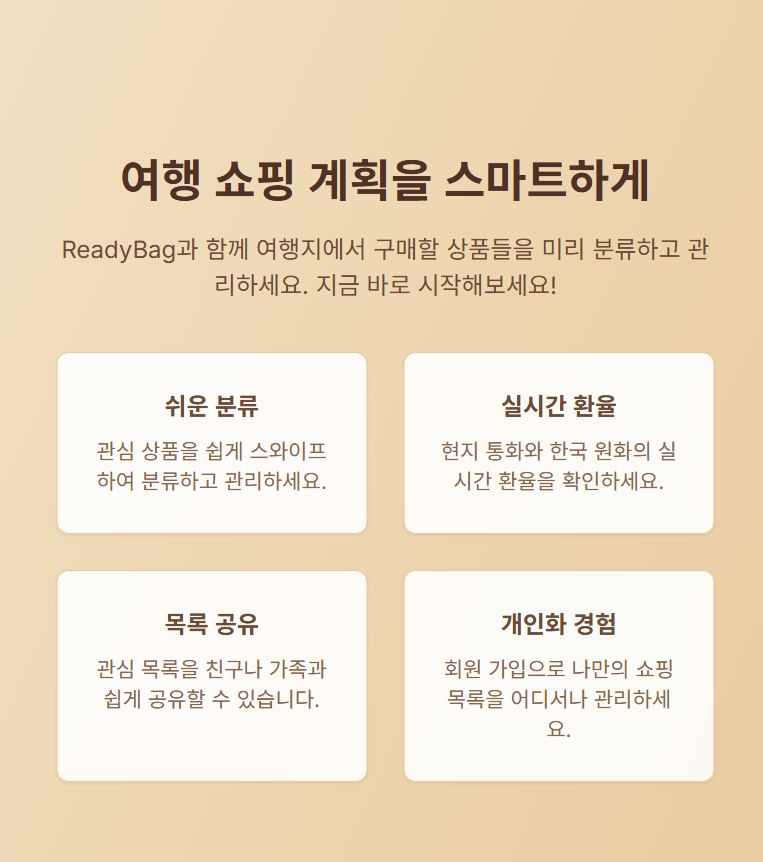 여행 쇼핑 계획을 스마트하게
ReadyBag과 함께 여행지에서 구매할 상품들을 미리 분류하고 관
리하세요. 지금 바로 시작해보세요!
쉬운 분류
관심 상품을 쉽게 스와이프
하여 분류하고 관리하세요.
실시간 환율
현지 통화와 한국 원화의 실
시간 환율을 확인하세요.
목록 공유
관심 목록을 친구나 가족과
쉽게 공유할 수 있습니다.
개인화 경험
회원 가입으로 나만의 쇼핑
목록을 어디서나 관리하세
요.